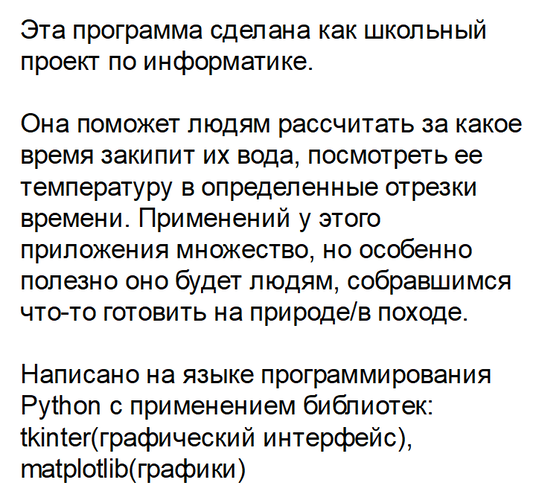 Эта программа сделана как школьный
проект по информатике.
Она поможет людям рассчитать за какое
время закипит их вода, посмотреть ее
температуру в определенные отрезки
времени. Применений у этого
приложения множество, но особенно
полезно оно будет людям, собравшимся
что-то готовить на природе/в походе.
Написано на языке программирования
Python с применением библиотек:
tkinter(графический интерфейс),
matplotlib(графики)